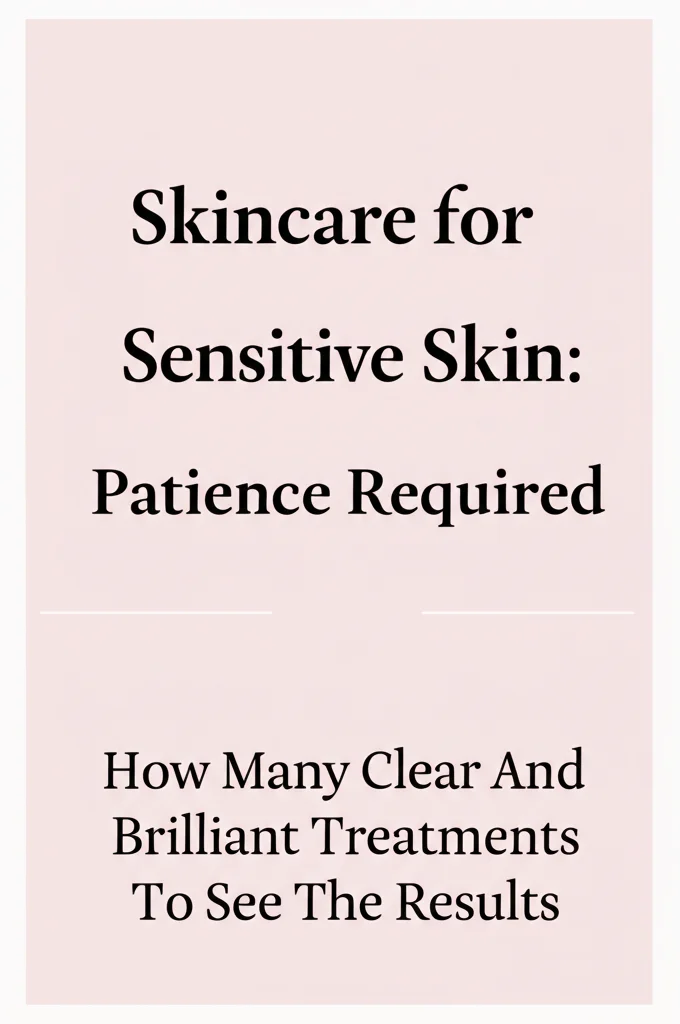 Skincare for
Sensitive Skin:
Patience Required
How Many Clear And
Brilliant Treatments
To See The Results